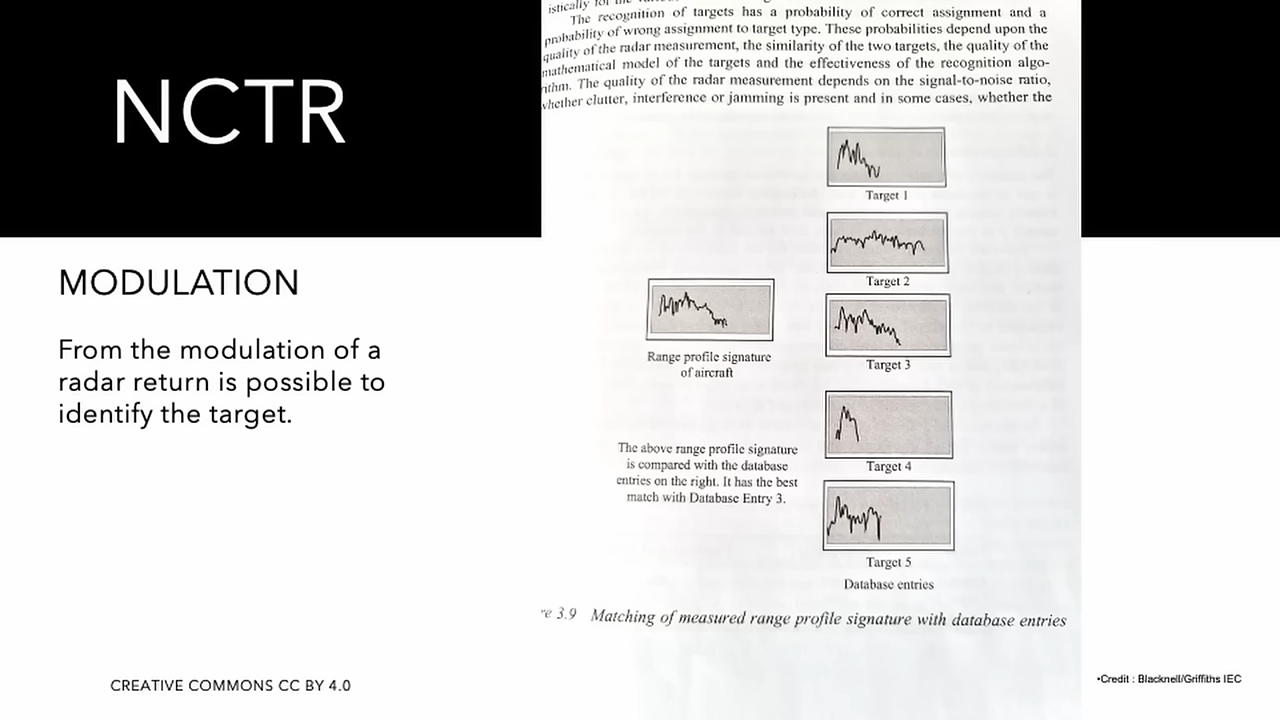 NCTR
MODULATION
From the modulation of a
radar return is possible to
identify the target.
CREATIVE COMMONS CC BY 4.0
istically for the
The recognition of targets has a probability of correct assignment and a
probability of wrong assignment to target type. These probabilities depend upon the
quality of the radar measurement, the similarity of the two targets, the quality of the
mathematical model of the targets and the effectiveness of the recognition algo-
rithm. The quality of the radar measurement depends on the signal-to-noise ratio,
whether clutter, interference or jamming is present and in some cases, whether the
Target 1
Target 2
Target 3
Range profile signature
of aircraft
Target 4
The above range profile signature
is compared with the database
entries on the right. It has the best
match with Database Entry 3.
Target 5
Database entries
3.9 Matching of measured range profile signature with database entries
•Credit : Blacknell/Griffiths IEC